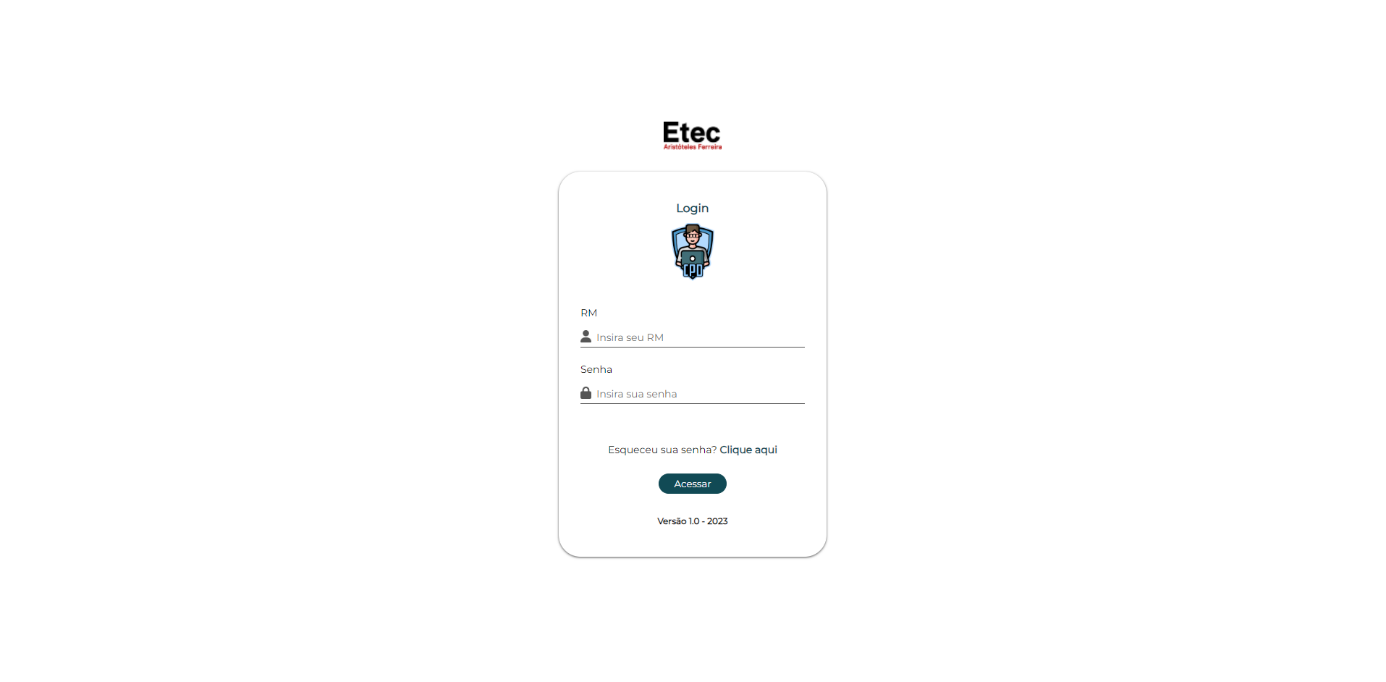 Etec
Aristóteles Ferreira
Login
CPD
RM
Insira seu RM
Senha
Insira sua senha
Esqueceu sua senha? Clique aqui
Acessar
Versão 1.0 - 2023